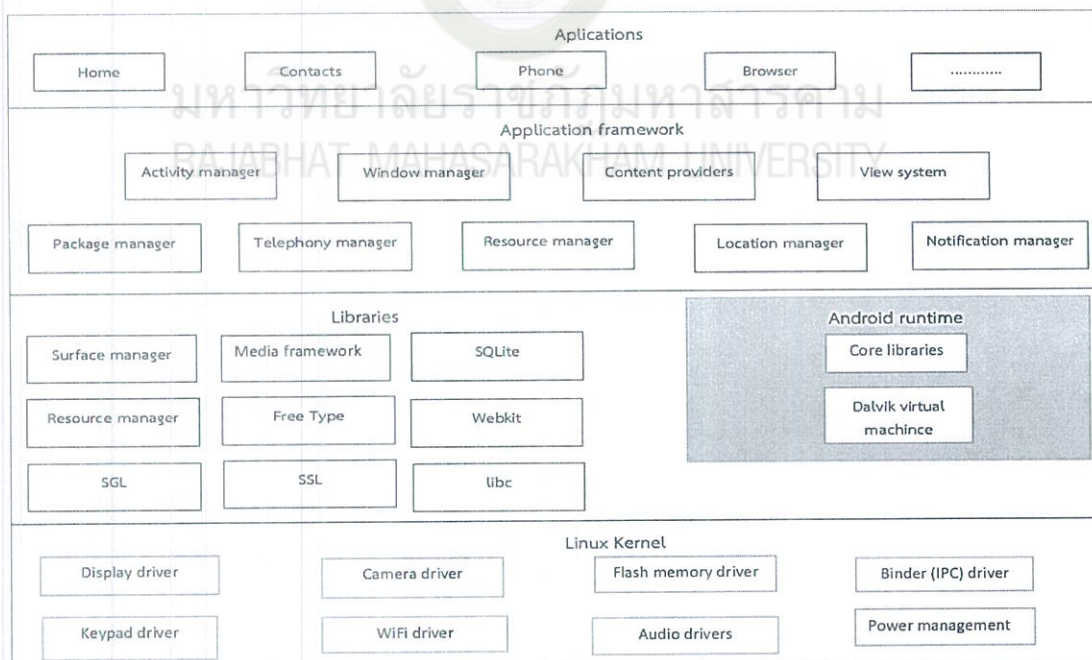 Aplications
Home
Contacts
Phone
Browser
............
มหาวิทยาลัยราชภัฏมหาสารคาม
Application framework
RAJABHAT MAHASARAKHAM UNIVERSITY
Activity manager
Window manager
Content providers
View system
Package manager
Telephony manager
Resource manager
Location manager
Notification manager
Libraries
Surface manager
Media framework
SQLite
Resource manager
Free Type
Webkit
SGL
SSL
libc
Android runtime
Core libraries
Dalvik virtual
machince
Linux Kernel
Display driver
Camera driver
Flash memory driver
Binder (IPC) driver
Keypad driver
WiFi driver
Audio drivers
Power management